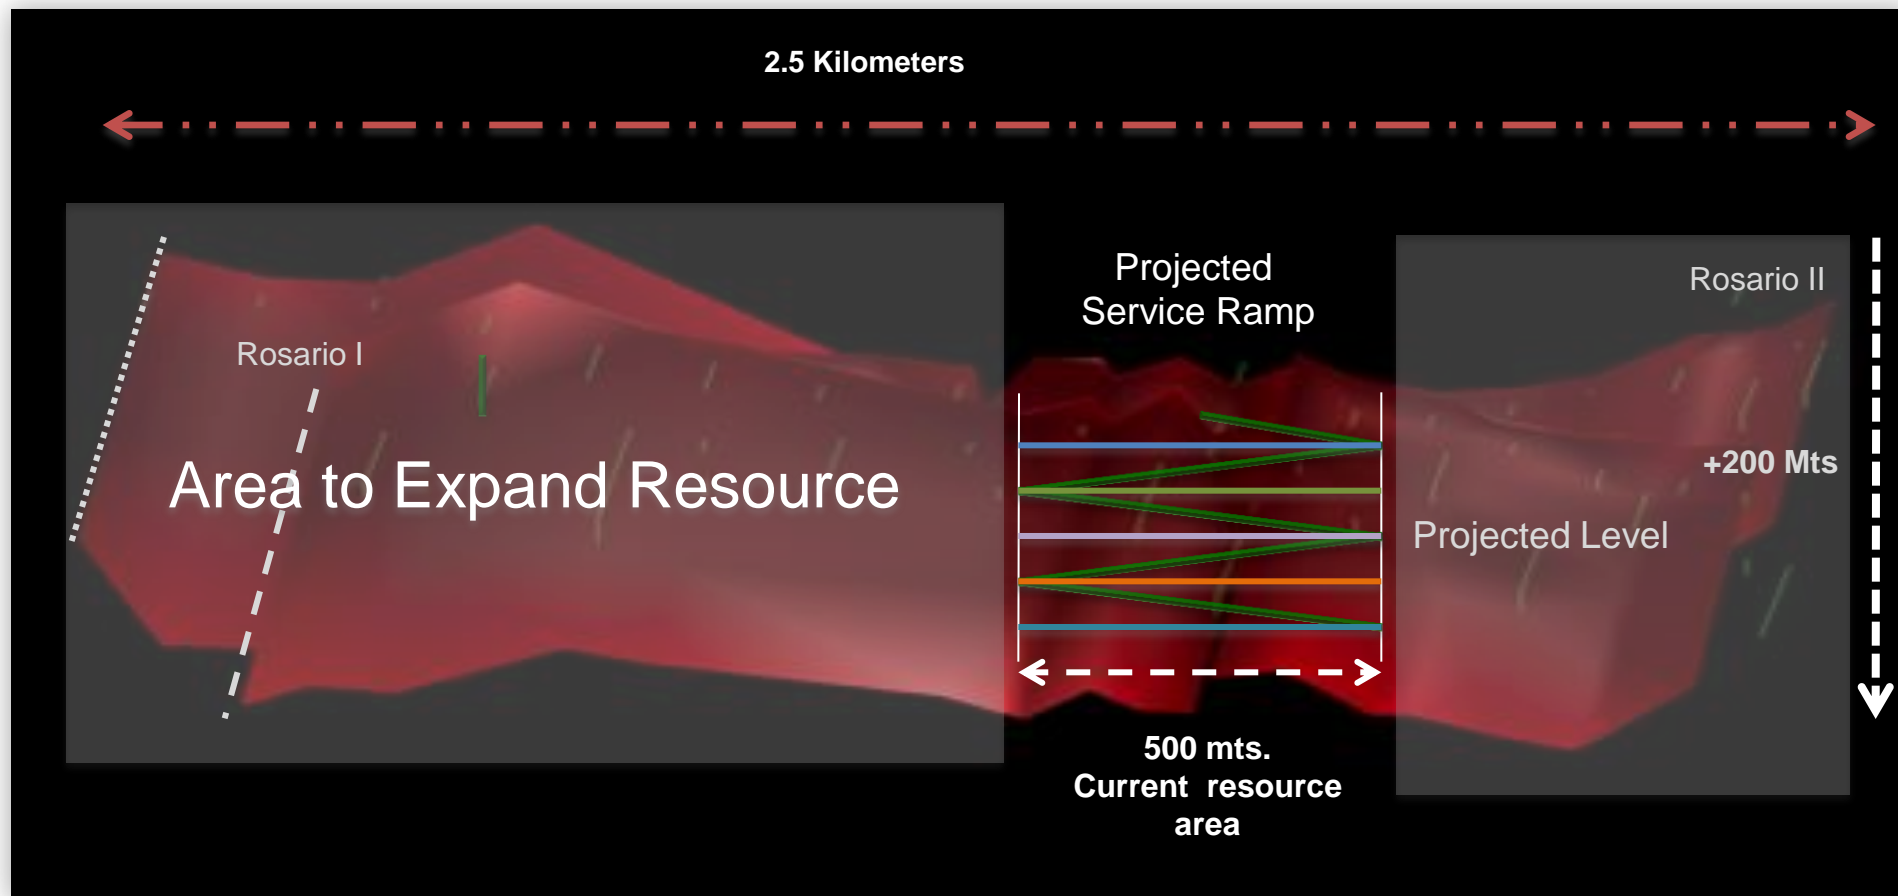 2.5 Kilometers
Projected
Service Ramp
Rosario II
Rosario I
+200 Mts
Area to Expand Resource
Projected Level
500 mts.
Current  resource
area